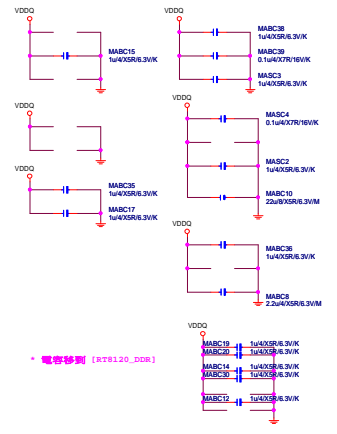 VDDQ
MABC15
1u/4/X5R/6.3V/K
VDDQ
VDDQ
MABC35
1u/4/X5R/6.3V/K
MABC17
1u/4/X5R/6.3V/K
VDDQ
MABC38
1u/4/X5R/6.3V/K
MABC39
0.1u/4/X7R/16V/K
MASC3
1u/4/X5R/6.3V/K
VDDQ
MASC4
0.1u/4/X7R/16V/K
MASC2
1u/4/X5R/6.3V/K
MABC10
22u/8/X5R/6.3V/M
VDDQ
MABC36
1u/4/X5R/6.3V/K
MABC8
2.2u/4/X5R/6.3V/M
VDDQ
MABC19 1u/4/X5R/6.3V/K
MABC20 1u/4/X5R/6.3V/K
MABC14 1u/4/X5R/6.3V/K
MABC30 1u/4/X5R/6.3V/K
MABC12 1u/4/X5R/6.3V/K
* 電容移到 [RT8120_DDR]